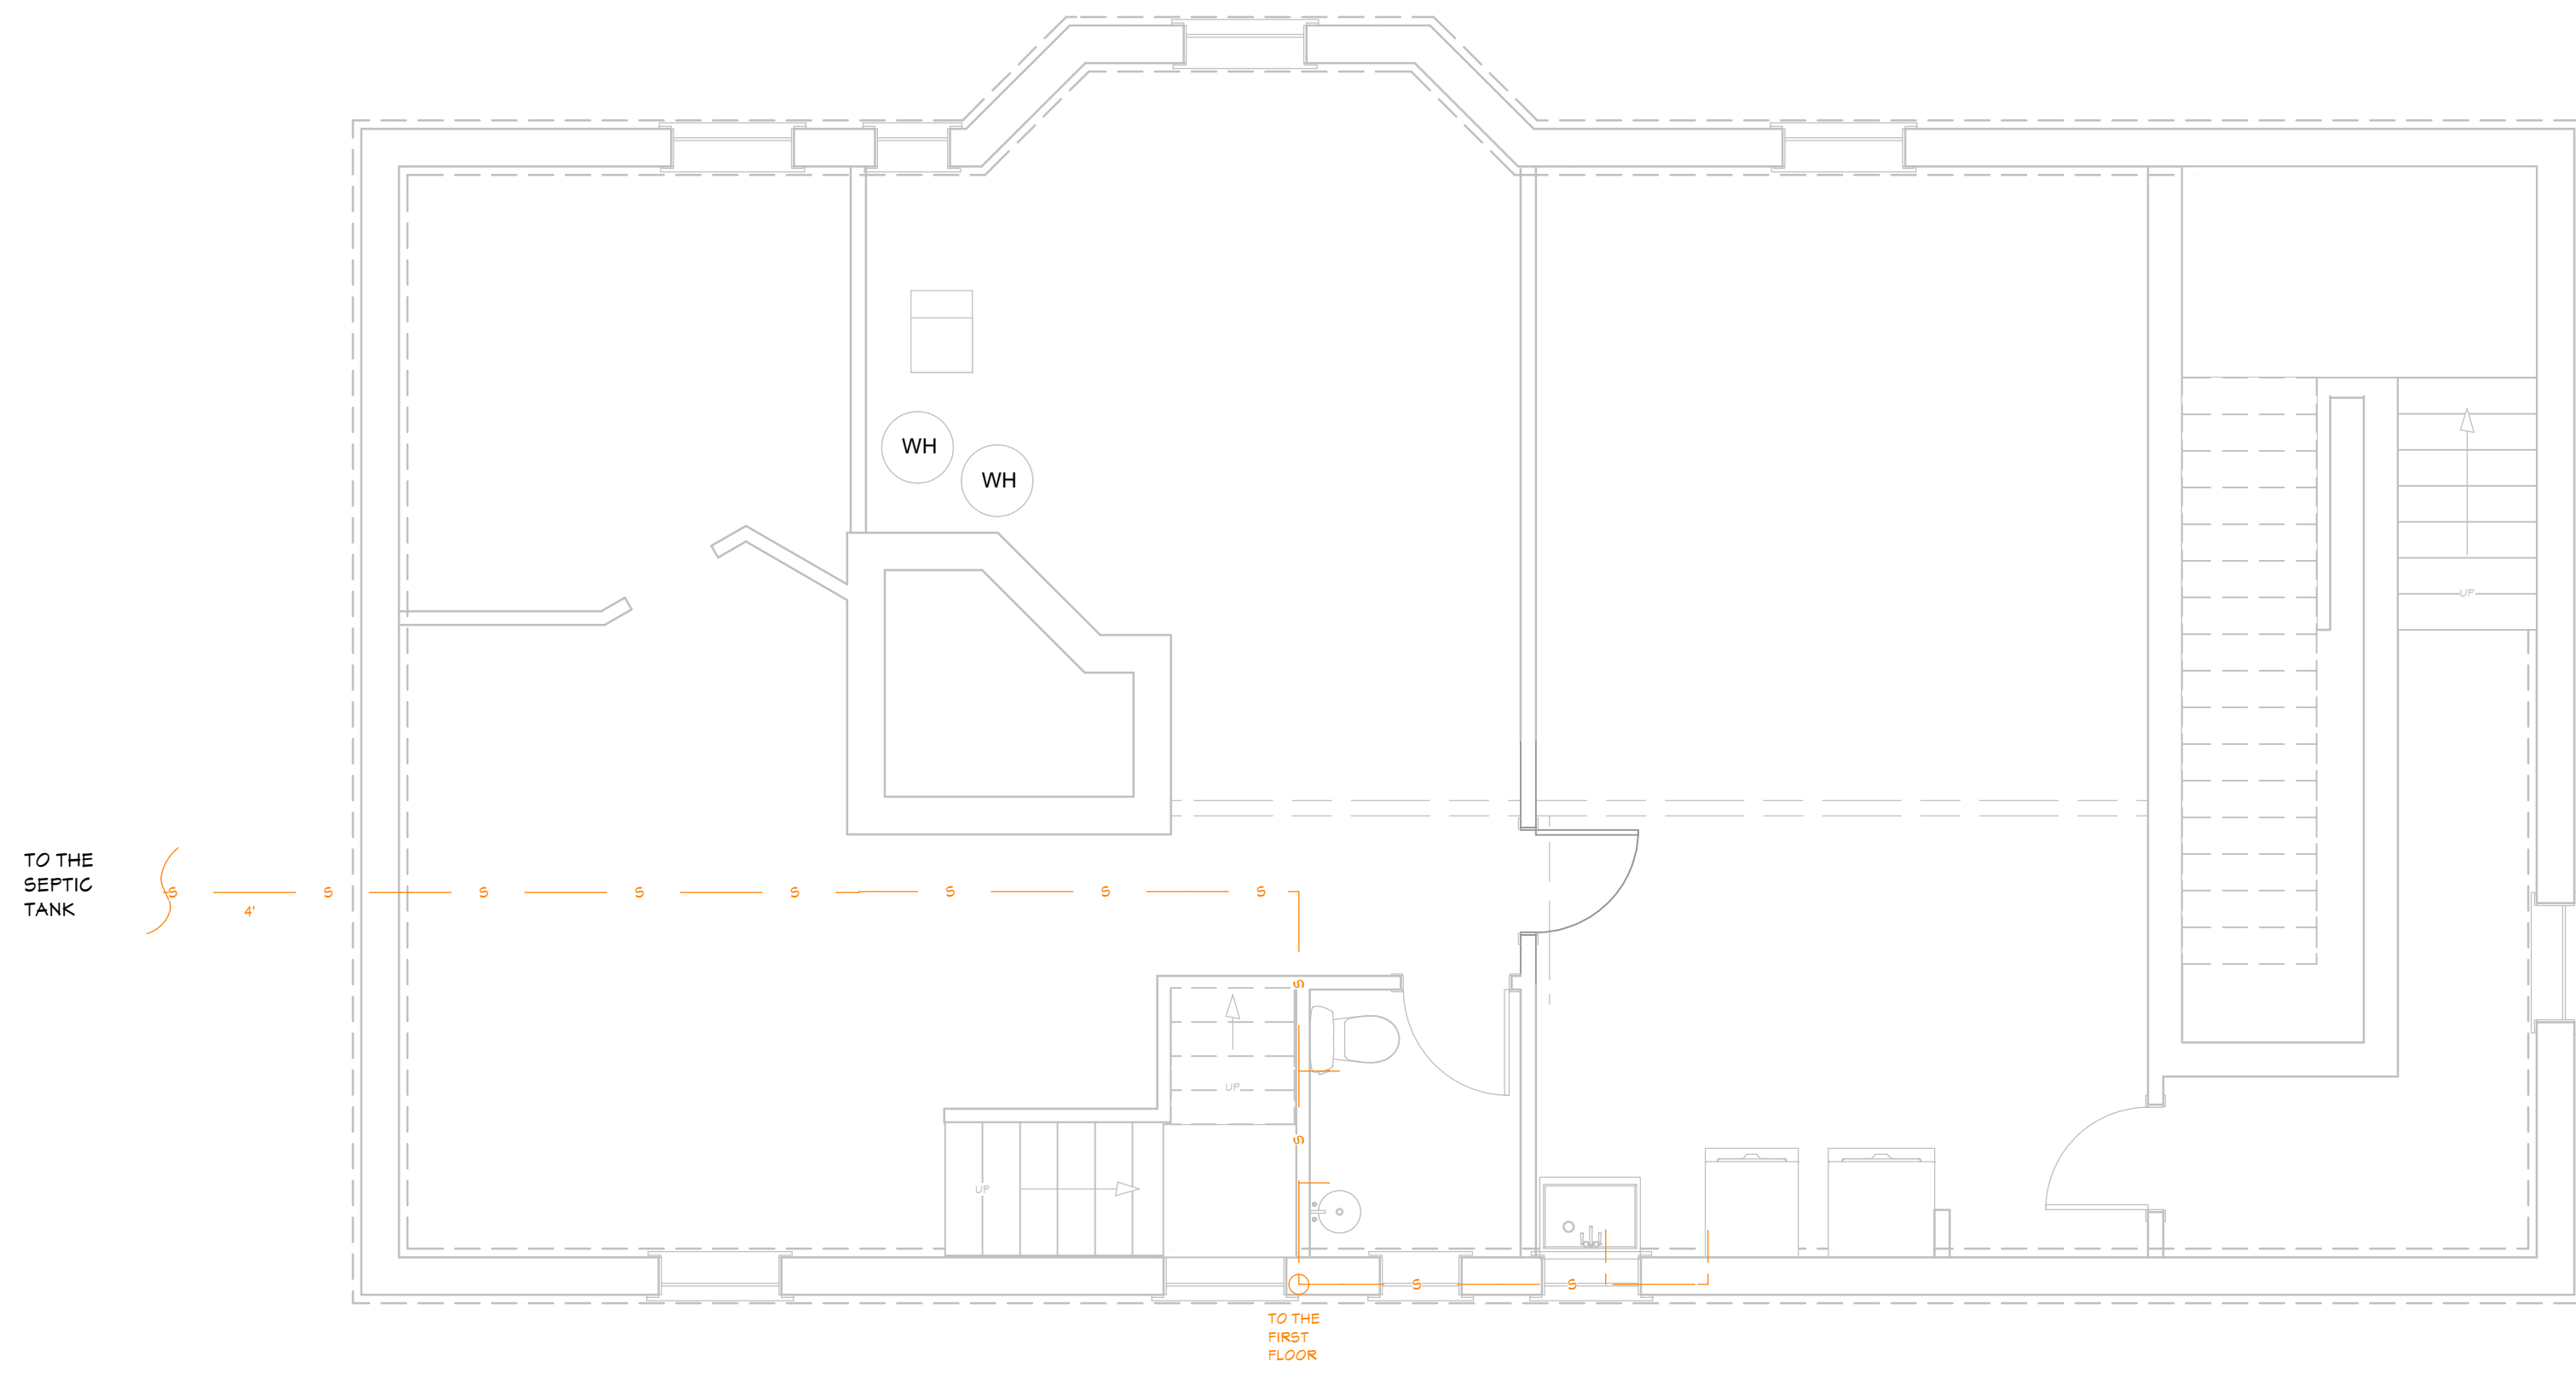 WH
WH
UP
TO THE
SEPTIC
TANK
S S S S S S S S
4'
S
UP
S
UP
S S
TO THE
FIRST
FLOOR